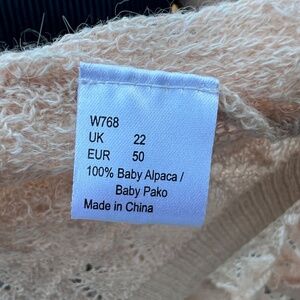 W768
UK 22
EUR 50
100% Baby Alpaca /
Baby Pako
Made in China